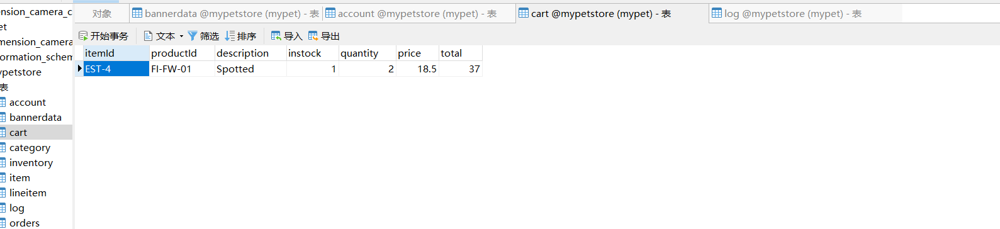 ension_camera_c
对象
bannerdata @mypetstore (mypet) - 表
account @mypetstore (mypet) - 表
cart @mypetstore (mypet) - 表
log @mypetstore (mypet) - 表
et
开始事务
文本
筛选
排序
导入
导出
mension_camera
itemId productId description instock quantity price total
ormation_schem
EST-4 FI-FW-01 Spotted 1 2 18.5 37
ypetstore
表
account
bannerdata
cart
category
inventory
item
lineitem
log
orders